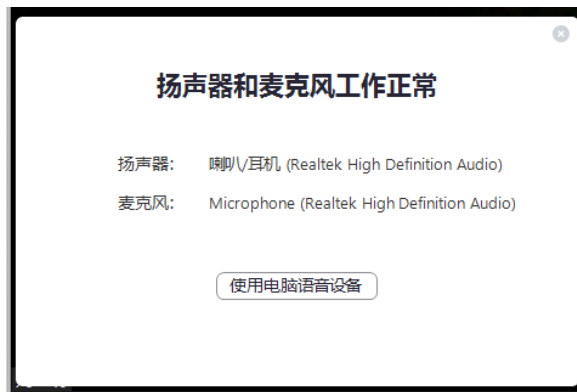 扬声器和麦克风工作正常
扬声器: 喇叭/耳机 (Realtek High Definition Audio)
麦克风: Microphone (Realtek High Definition Audio)
使用电脑语音设备